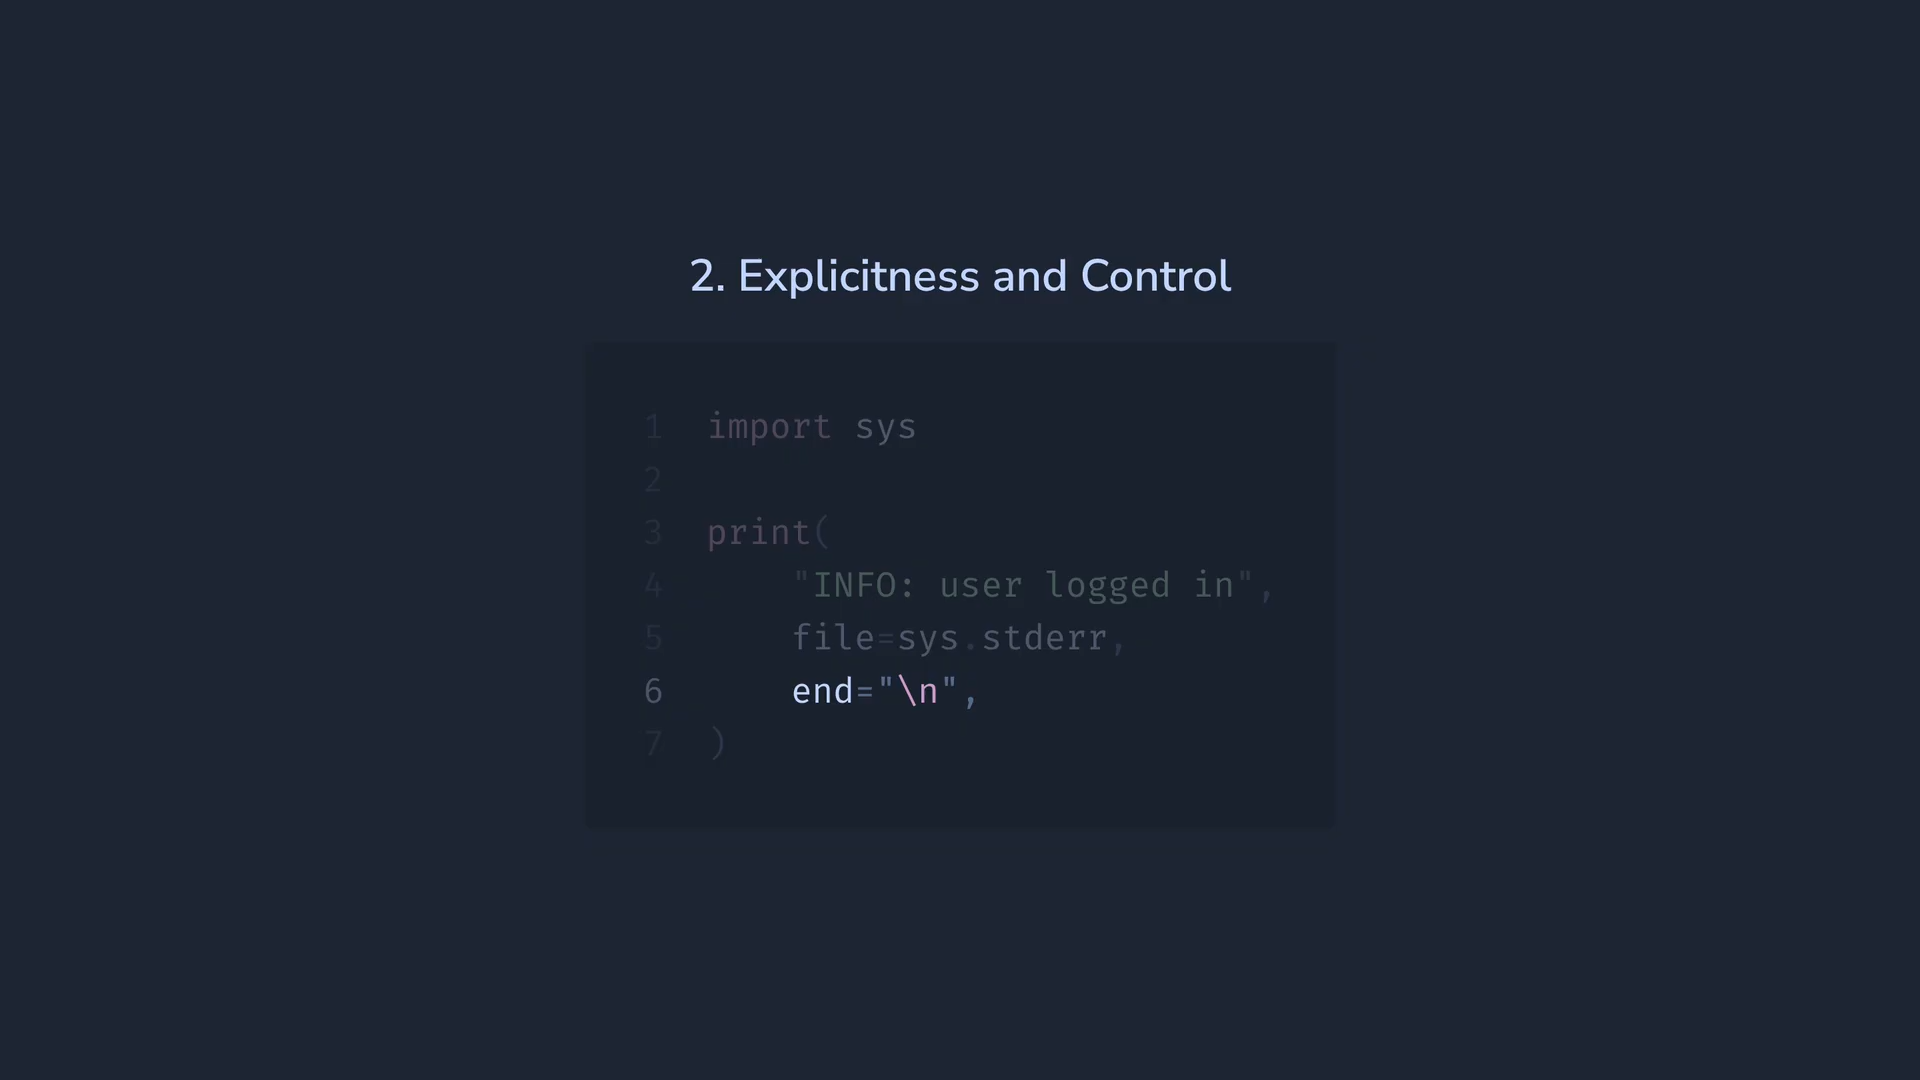 2. Explicitness and Control
1 import sys
2
3 print(
4     "INFO: user logged in",
5     file=sys.stderr,
6     end="\n",
7 )